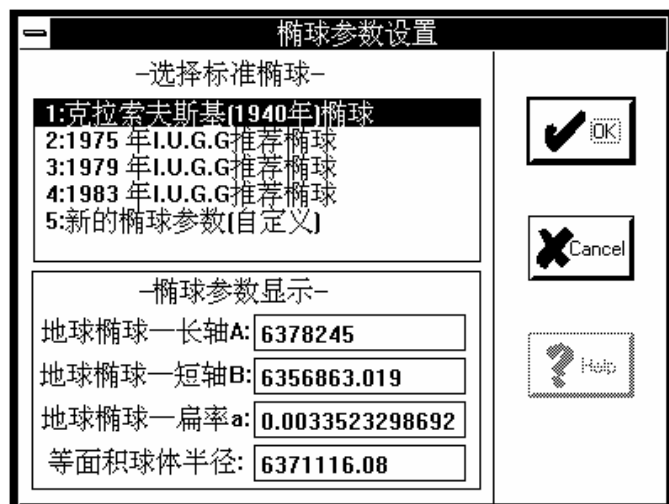 椭球参数设置
-选择标准椭球-
1:克拉索夫斯基(1940年)椭球
2:1975 年I.U.G.G推荐椭球
3:1979 年I.U.G.G推荐椭球
4:1983 年I.U.G.G推荐椭球
5:新的椭球参数(自定义)
-椭球参数显示-
地球椭球一长轴A: 6378245
地球椭球一短轴B: 6356863.019
地球椭球一扁率a: 0.0033523298692
等面积球体半径: 6371116.08
OK
Cancel
Help